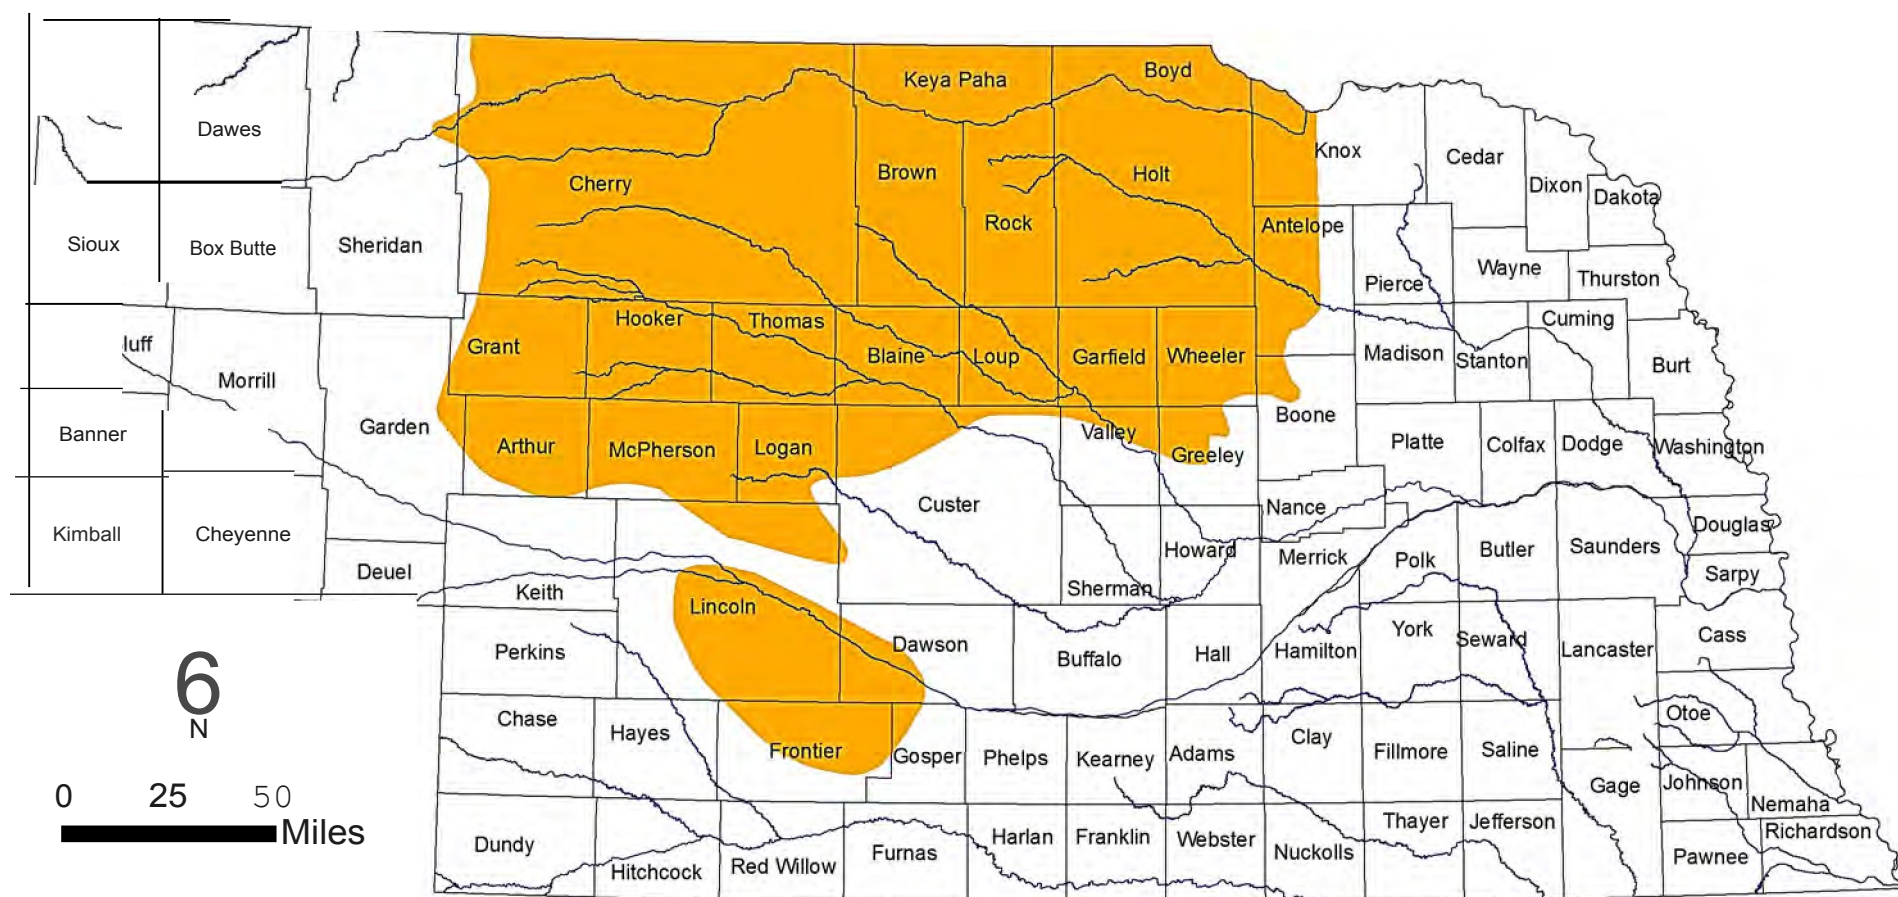 Keya Paha
Boyd
Dawes
Knox
Cedar
Cherry
Brown
Holt
Dixon
Dakota
Sioux
Box Butte
Sheridan
Rock
Antelope
Pierce
Wayne
Thurston
luff
Morrill
Grant
Hooker
Thomas
Blaine
Loup
Garfield
Wheeler
Madison
Stanton
Cuming
Burt
Banner
Garden
Arthur
McPherson
Logan
Valley
Greeley
Boone
Platte
Colfax
Dodge
Washington
Kimball
Cheyenne
Custer
Nance
Douglas
Deuel
Keith
Lincoln
Sherman
Howard
Merrick
Polk
Butler
Saunders
Sarpy
Perkins
Dawson
Buffalo
Hall
Hamilton
York
Seward
Lancaster
Cass
6
N
Chase
Hayes
Frontier
Gosper
Phelps
Kearney
Adams
Clay
Fillmore
Saline
Otoe
Gage
Johnson
Nemaha
0 25 50
Miles
Dundy
Hitchcock
Red Willow
Furnas
Harlan
Franklin
Webster
Nuckolls
Thayer
Jefferson
Pawnee
Richardson